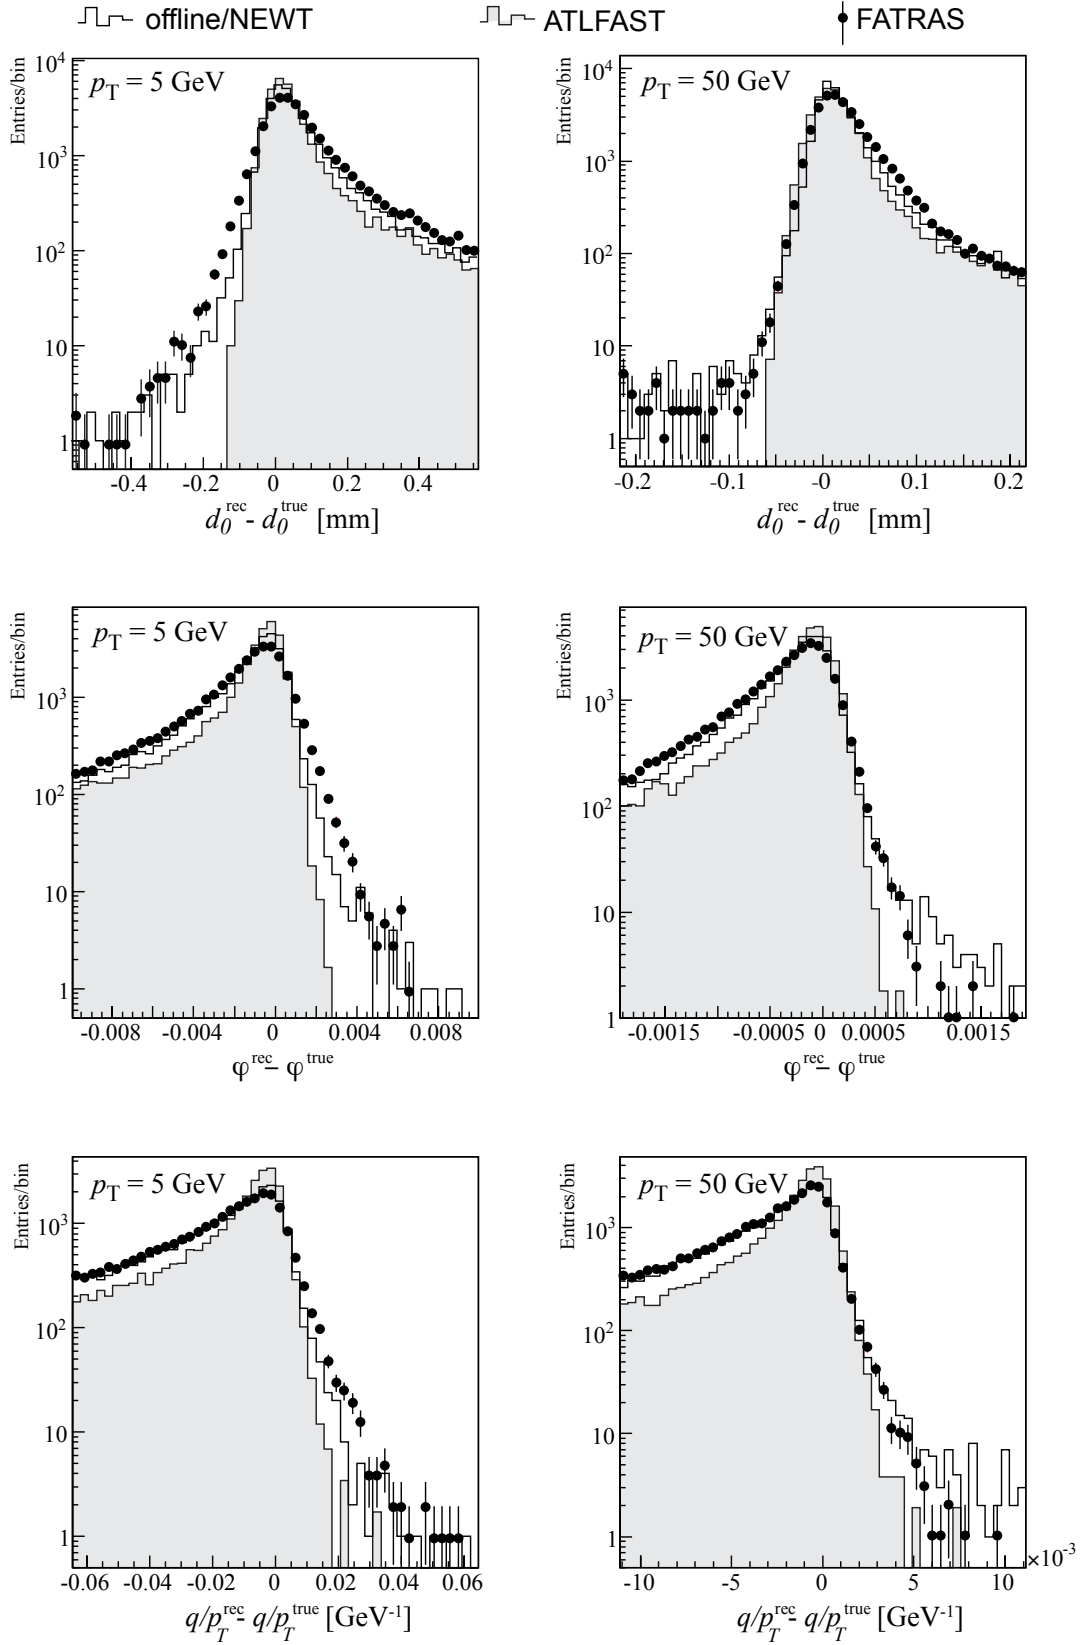 offline/NEWT ATLFAST FATRAS
Entries/bin
p_T = 5 GeV
10^4
10^3
10^2
10
1
-0.4 -0.2 0 0.2 0.4
d_0^rec - d_0^true [mm]
Entries/bin
p_T = 50 GeV
10^4
10^3
10^2
10
1
-0.2 -0.1 -0 0.1 0.2
d_0^rec - d_0^true [mm]
Entries/bin
p_T = 5 GeV
10^3
10^2
10
1
-0.008 -0.004 0 0.004 0.008
φ^rec - φ^true
Entries/bin
p_T = 50 GeV
10^3
10^2
10
1
-0.0015 -0.0005 0 0.0005 0.0015
φ^rec - φ^true
Entries/bin
p_T = 5 GeV
10^3
10^2
10
1
-0.06 -0.04 -0.02 0 0.02 0.04 0.06
q/p_T^rec - q/p_T^true [GeV^-1]
Entries/bin
p_T = 50 GeV
10^3
10^2
10
1
-10 -5 0 5 10
×10^-3
q/p_T^rec - q/p_T^true [GeV^-1]